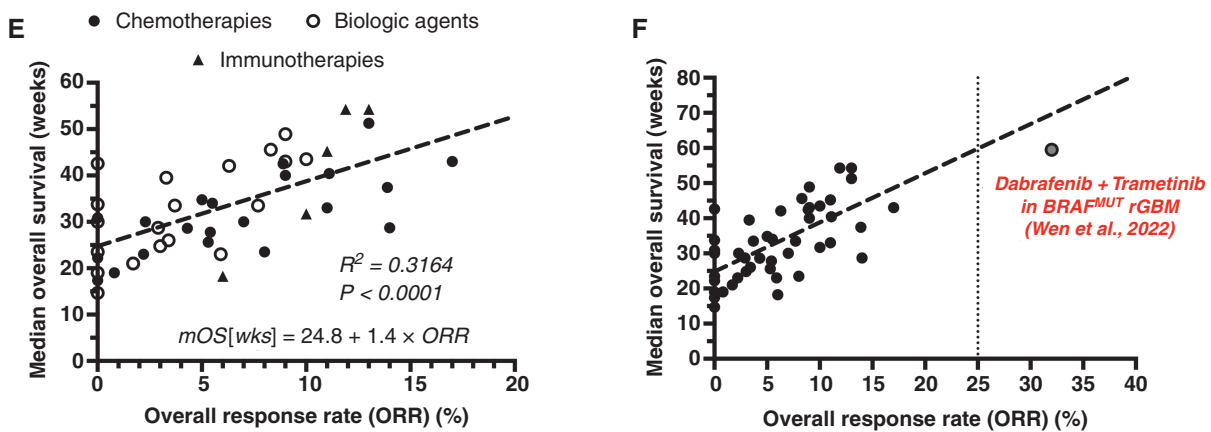 E
● Chemotherapies ○ Biologic agents
▲ Immunotherapies
Median overall survival (weeks)
60
50
40
30
20
10
0
R² = 0.3164
P < 0.0001
mOS[wks] = 24.8 + 1.4 × ORR
0 5 10 15 20
Overall response rate (ORR) (%)
F
Median overall survival (weeks)
80
70
60
50
40
30
20
10
0
Dabrafenib + Trametinib
in BRAFᴹᵁᵀ rGBM
(Wen et al., 2022)
0 5 10 15 20 25 30 35 40
Overall response rate (ORR) (%)